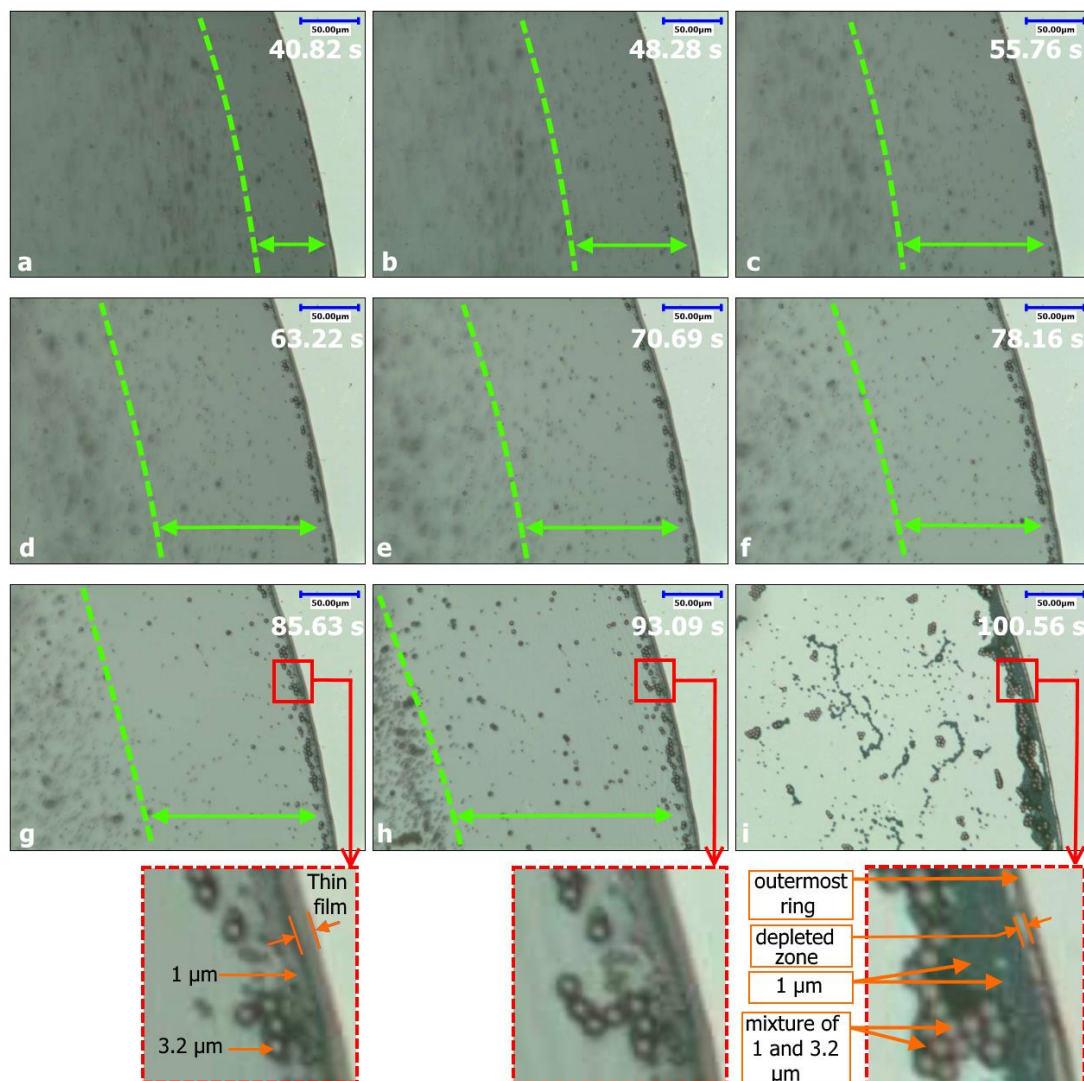 50.00µm
40.82 s
a
50.00µm
48.28 s
b
50.00µm
55.76 s
c
50.00µm
63.22 s
d
50.00µm
70.69 s
e
50.00µm
78.16 s
f
50.00µm
85.63 s
g
50.00µm
93.09 s
h
50.00µm
100.56 s
i
Thin
film
1 µm
3.2 µm
outermost
ring
depleted
zone
1 µm
mixture of
1 and 3.2
µm